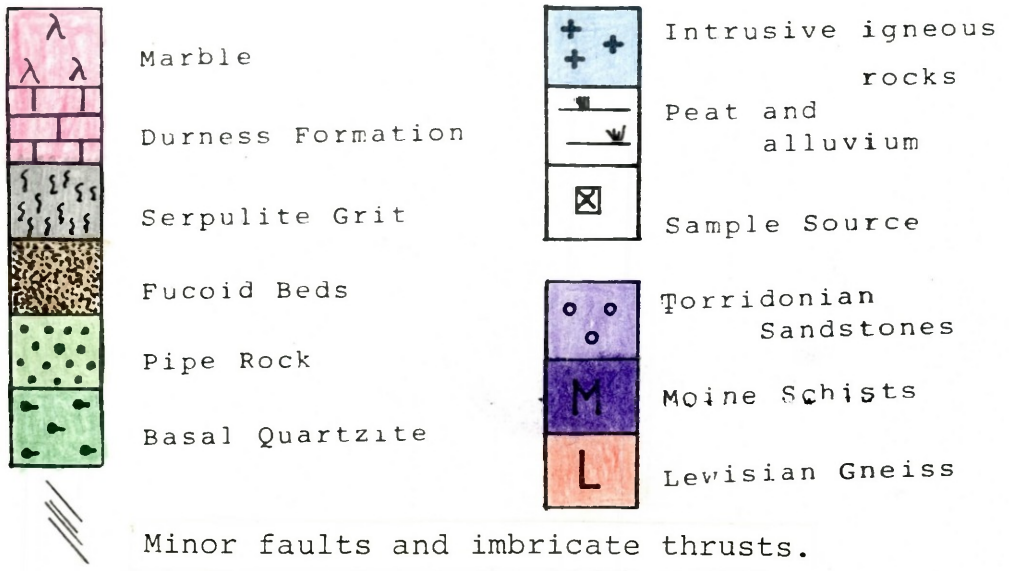 λ
λ λ
Marble
Durness Formation
Serpulite Grit
Fucoid Beds
Pipe Rock
Basal Quartzite
Intrusive igneous
rocks
Peat and
alluvium
Sample Source
Torridonian
Sandstones
M
Moine Schists
L
Lewisian Gneiss
Minor faults and imbricate thrusts.